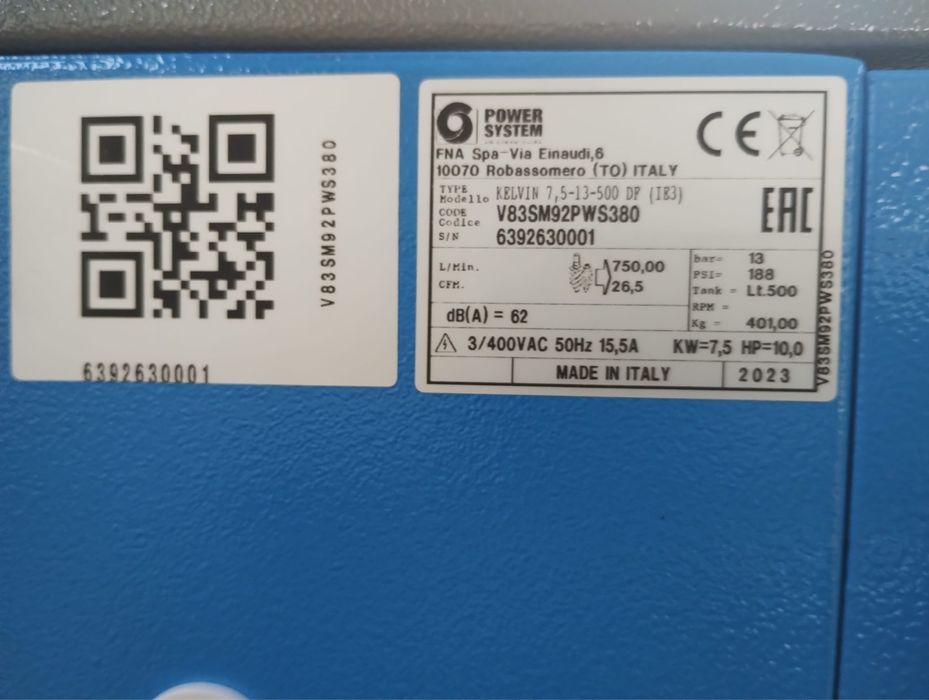 V83SM92PWS380
6392630001
POWER
SYSTEM
FNA Spa-Via Einaudi,6
10070 Robassomero (TO) ITALY
CE
TYPE
Modello KELVIN 7,5-13-500 DF (IE3)
CODE
Codice V83SM92PWS380
S/N 6392630001
EAC
L/Min. 750,00
CFM. 26,5
bar= 13
PSI= 188
Tank = Lt.500
RPM =
Kg = 401,00
dB(A) = 62
3/400VAC 50Hz 15,5A KW=7,5 HP=10,0
MADE IN ITALY 2023
V83SM92PWS380